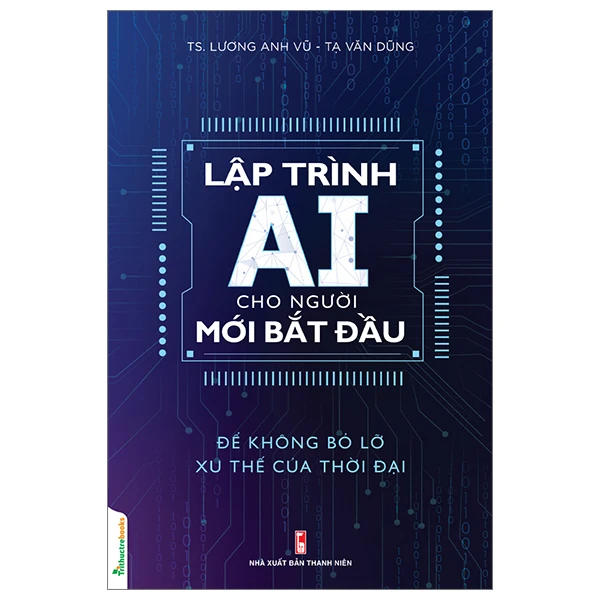 TS. LƯƠNG ANH VŨ - TẠ VĂN DŨNG
LẬP TRÌNH
AI
CHO NGƯỜI
MỚI BẮT ĐẦU
ĐỂ KHÔNG BỎ LỠ
XU THẾ CỦA THỜI ĐẠI
Trithuctrebooks
NHÀ XUẤT BẢN THANH NIÊN